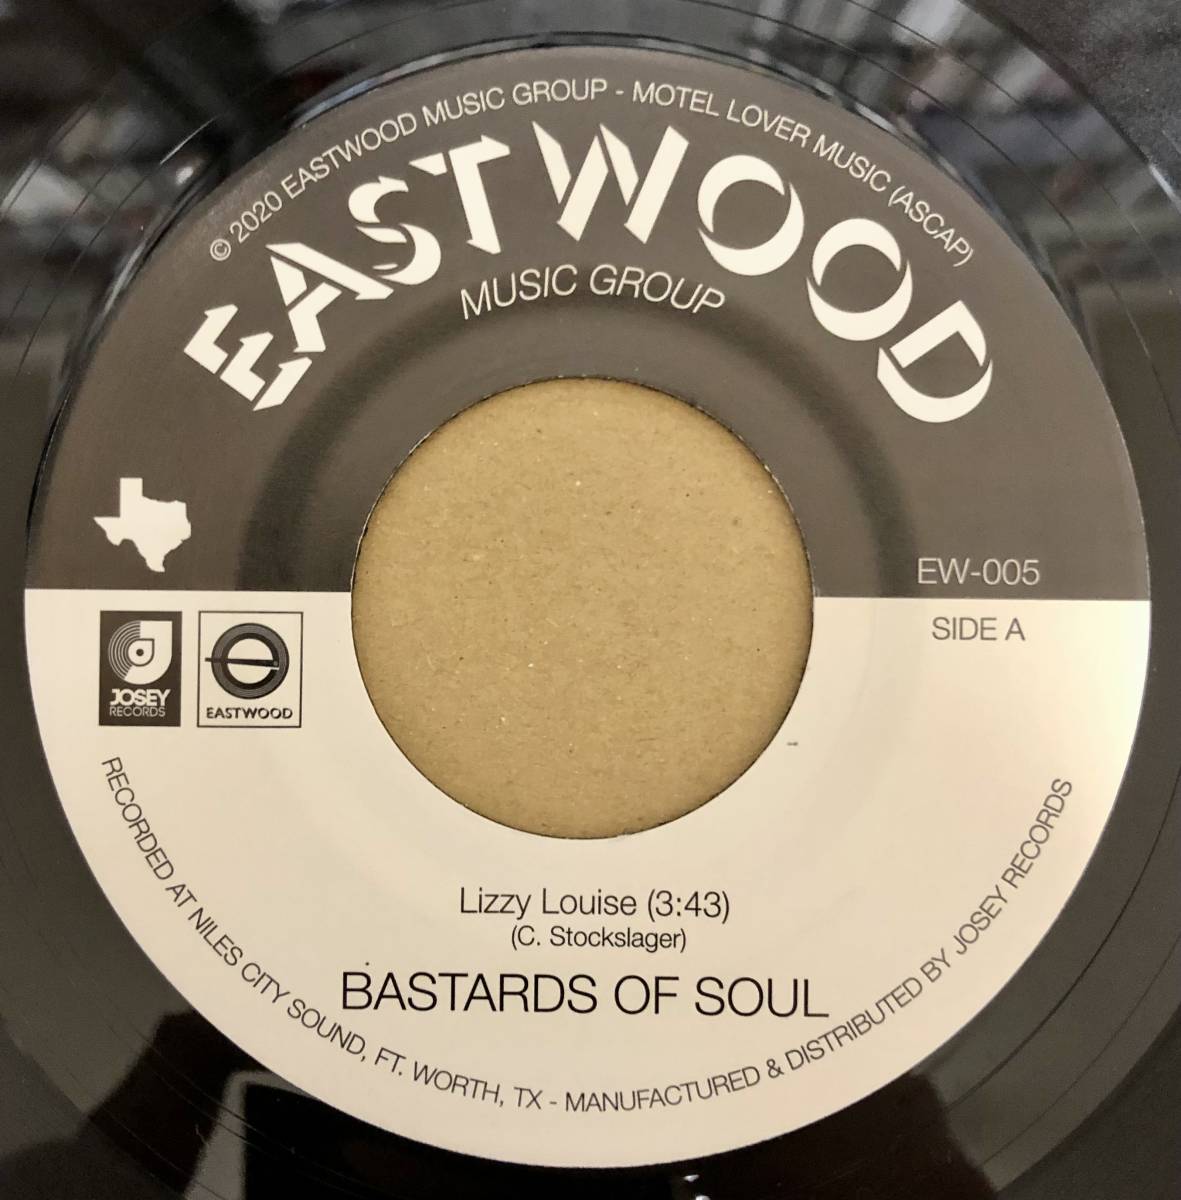 © 2020 EASTWOOD MUSIC GROUP - MOTEL LOVER MUSIC (ASCAP)
EASTWOOD
MUSIC GROUP
EW-005
SIDE A
JOSEY
RECORDS
EASTWOOD
Lizzy Louise (3:43)
(C. Stockslager)
BASTARDS OF SOUL
RECORDED AT NILES CITY SOUND, FT. WORTH, TX - MANUFACTURED & DISTRIBUTED BY JOSEY RECORDS